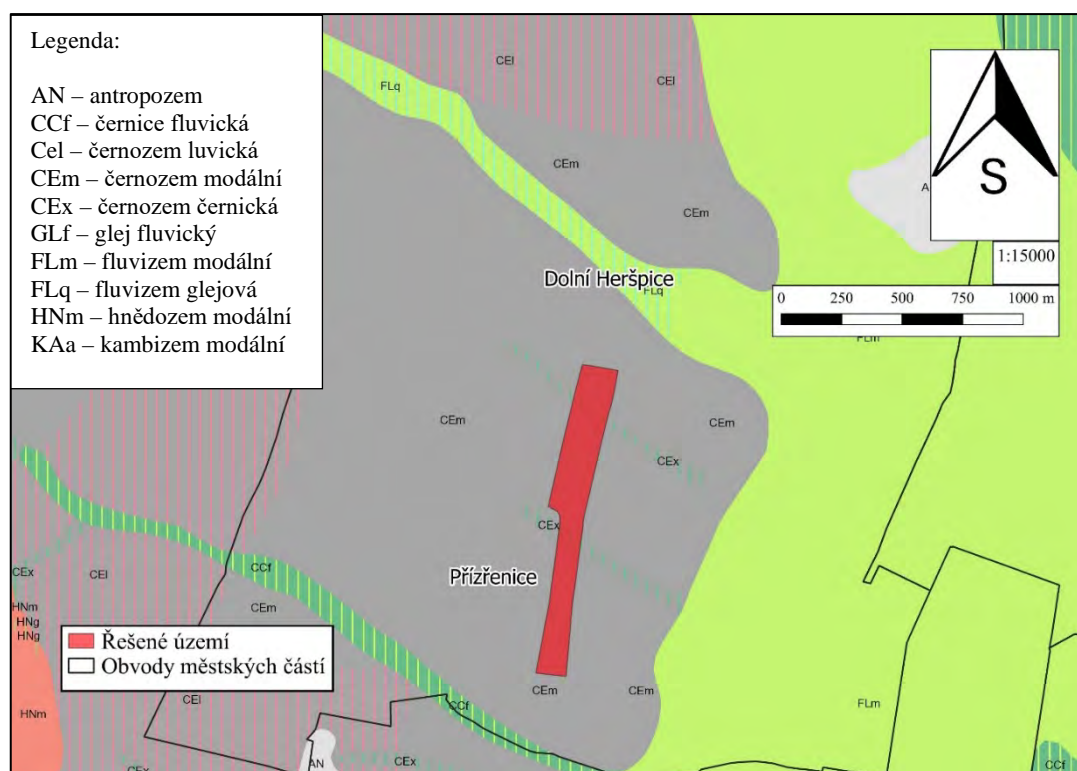 Legenda:
AN – antropozem
CCf – černice fluvická
Cel – černozem luvická
CEm – černozem modální
CEx – černozem černická
GLf – glej fluvický
FLm – fluvizem modální
FLq – fluvizem glejová
HNm – hnědozem modální
KAa – kambizem modální
CEl
CEl
FLq
CEm
CEm
S
1:15000
0 250 500 750 1000 m
Dolní Heršpice
FLq
FLm
CEm
CEm
CEx
CEx
Přízřenice
CCf
CEx
CEl
CEm
HNm
HNg
HNg
Řešené území
Obvody městských částí
CEm
CEm
CEl
HNm
CCf
FLm
CEx
AN
CEx
CCf